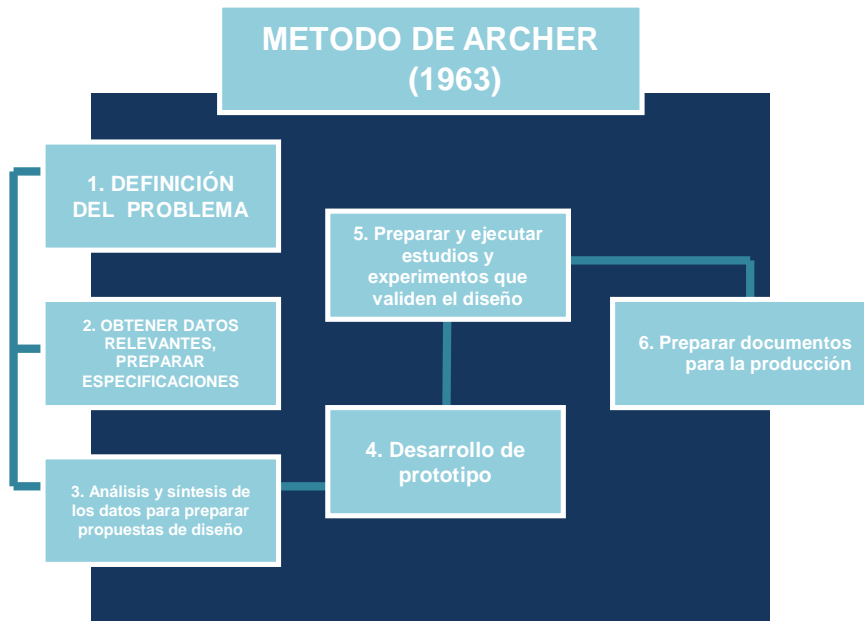 METODO DE ARCHER
(1963)
1. DEFINICIÓN
DEL PROBLEMA
2. OBTENER DATOS
RELEVANTES,
PREPARAR
ESPECIFICACIONES
3. Análisis y síntesis de
los datos para preparar
propuestas de diseño
4. Desarrollo de
prototipo
5. Preparar y ejecutar
estudios y
experimentos que
validen el diseño
6. Preparar documentos
para la producción